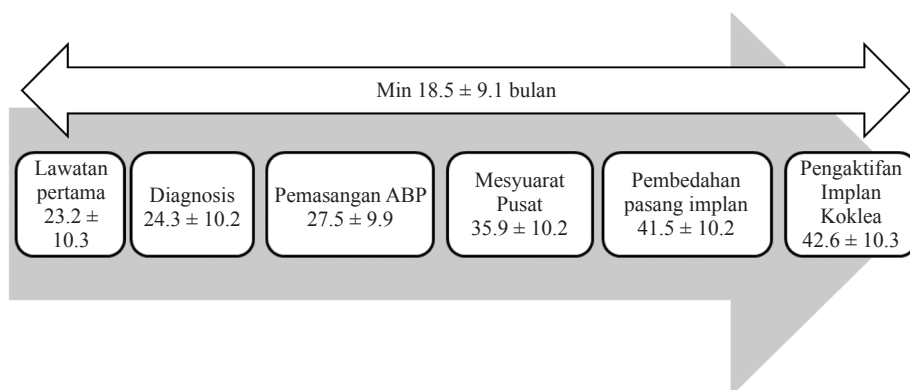 Min 18.5 ± 9.1 bulan
Lawatan
pertama
23.2 ±
10.3
Diagnosis
24.3 ± 10.2
Pemasangan ABP
27.5 ± 9.9
Mesyuarat
Pusat
35.9 ± 10.2
Pembedahan
pasang implan
41.5 ± 10.2
Pengaktifan
Implan
Koklea
42.6 ± 10.3